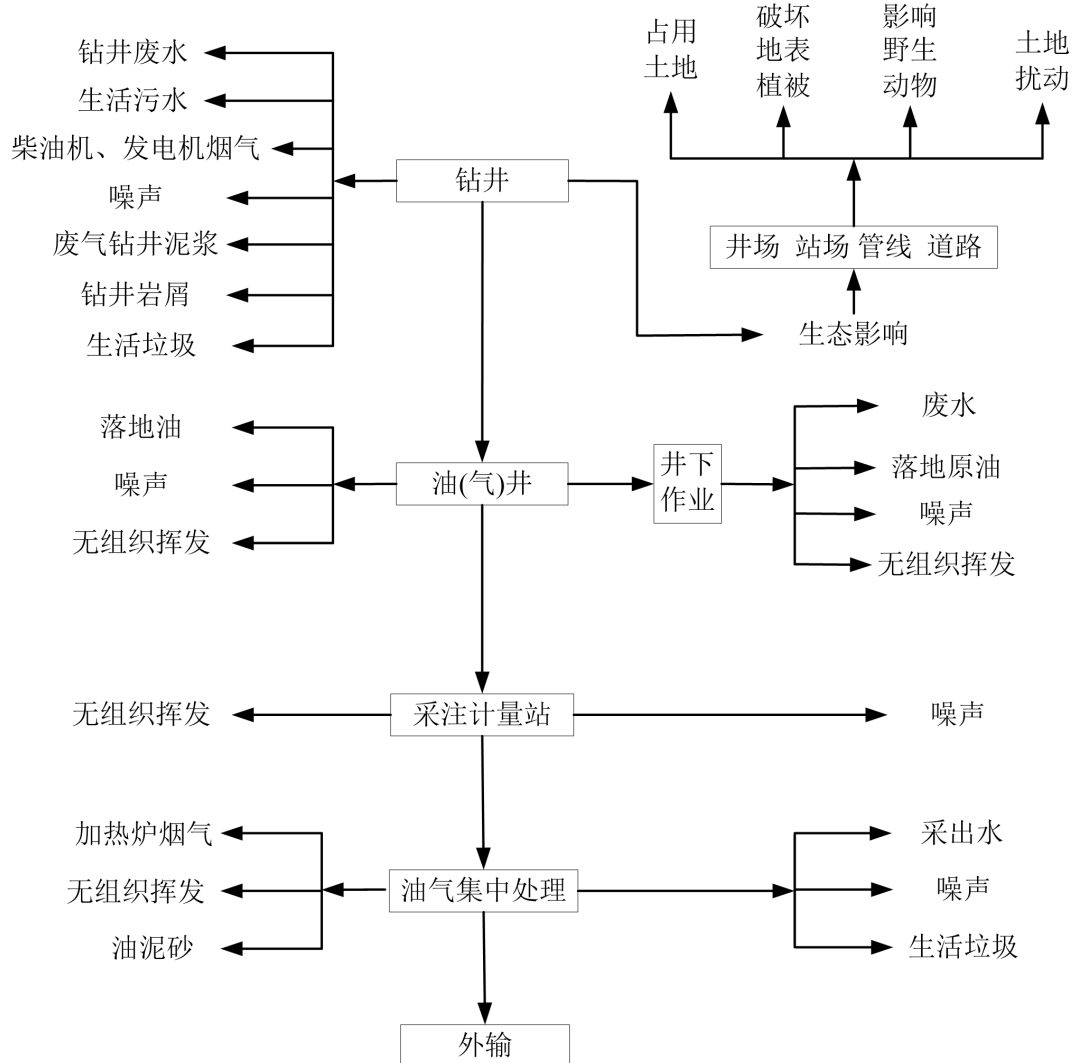 钻井废水
生活污水
柴油机、发电机烟气
噪声
废气钻井泥浆
钻井岩屑
生活垃圾
钻井
占用
土地
破坏
地表
植被
影响
野生
动物
土地
扰动
井场 站场 管线 道路
生态影响
落地油
噪声
无组织挥发
油(气)井
井下
作业
废水
落地原油
噪声
无组织挥发
无组织挥发
采注计量站
噪声
加热炉烟气
无组织挥发
油泥砂
油气集中处理
采出水
噪声
生活垃圾
外输